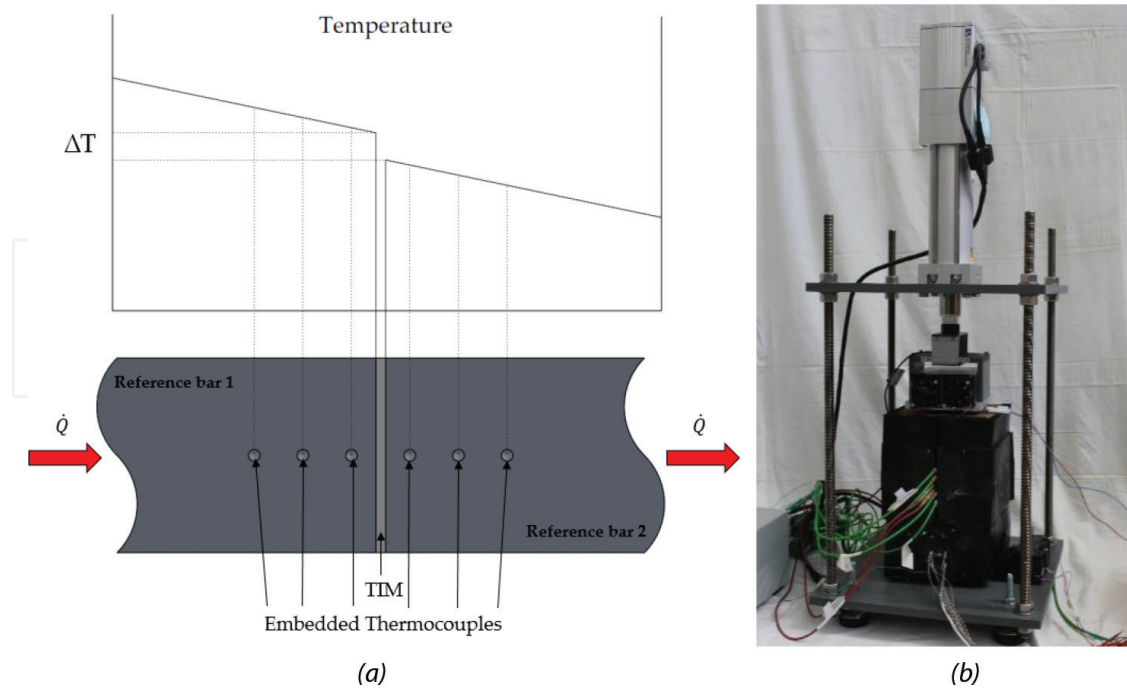 Temperature
ΔT
Reference bar 1
Q̇
Q̇
Reference bar 2
TIM
Embedded Thermocouples
(a)
(b)